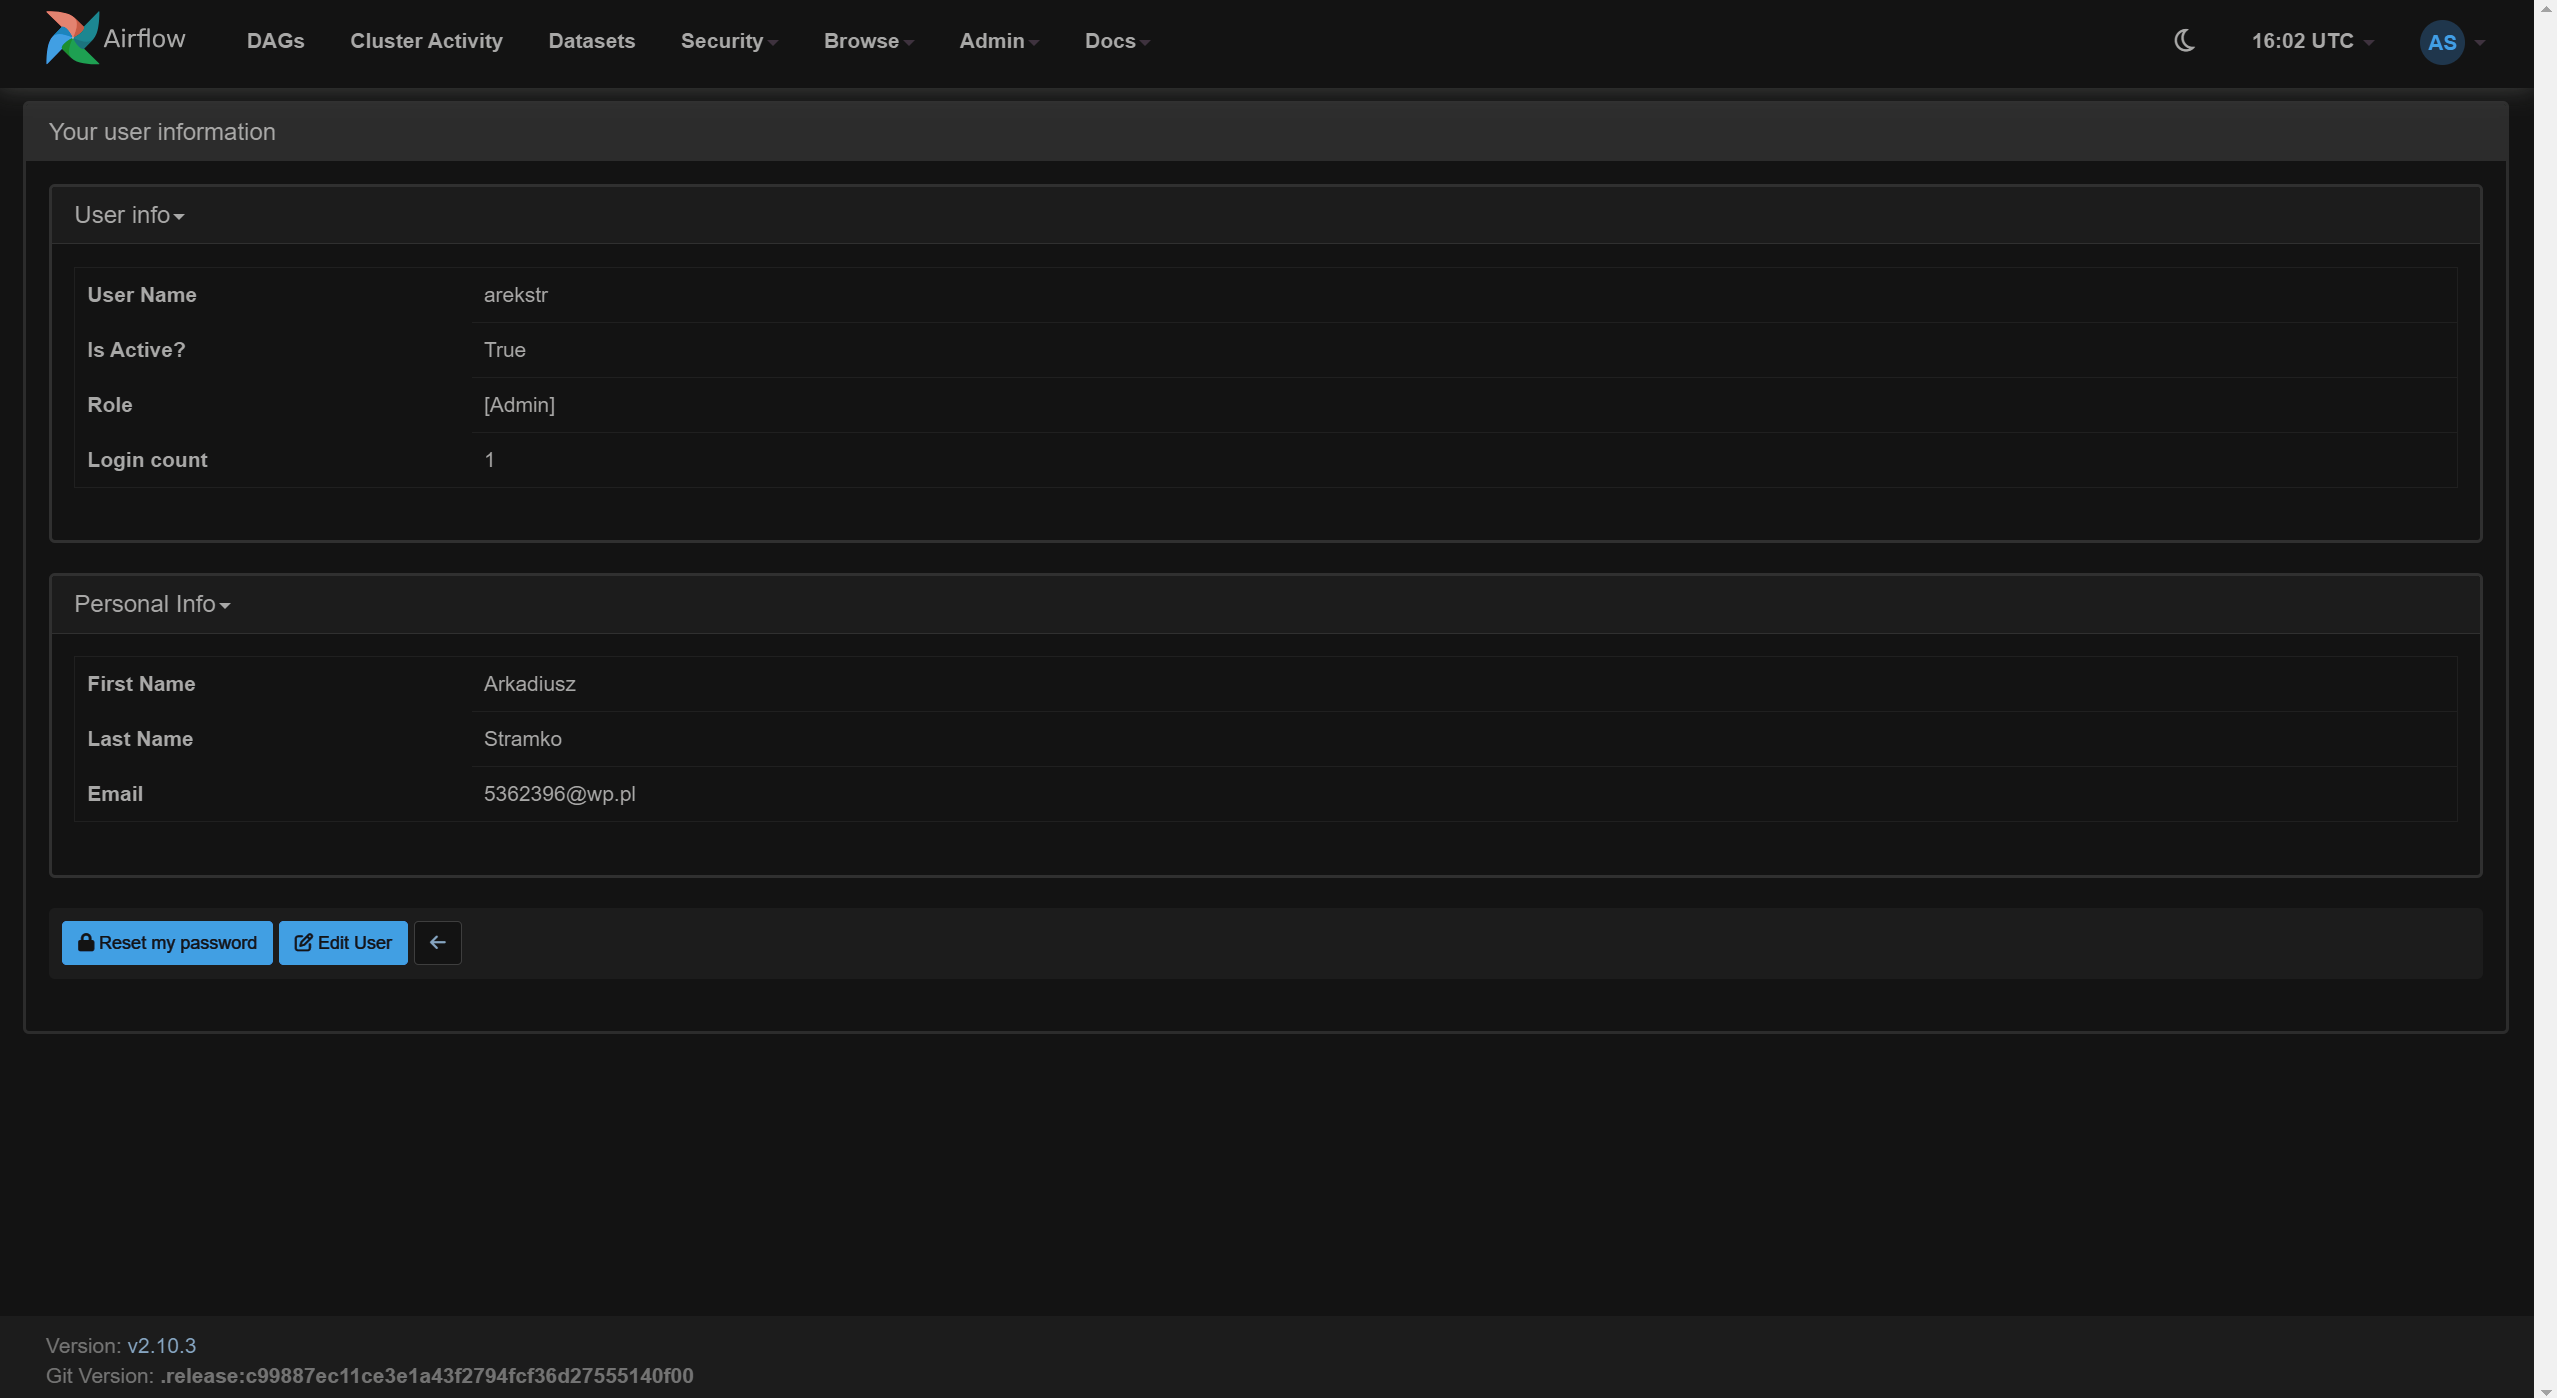 Airflow DAGs Cluster Activity Datasets Security Browse Admin Docs 16:02 UTC AS
Your user information
User info
User Name arekstr
Is Active? True
Role [Admin]
Login count 1
Personal Info
First Name Arkadiusz
Last Name Stramko
Email 5362396@wp.pl
Reset my password Edit User
Version: v2.10.3
Git Version: .release:c99887ec11ce3e1a43f2794fcf36d27555140f00